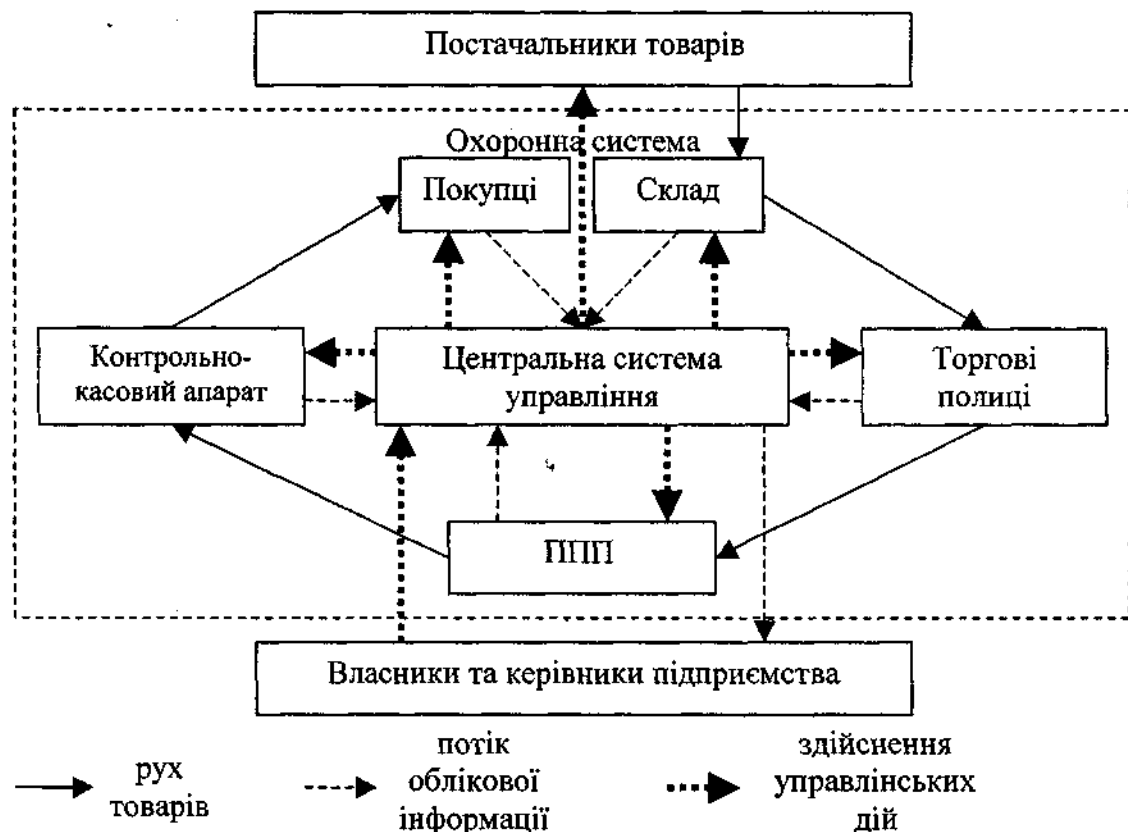 Постачальники товарів
Охоронна система
Покупці
Склад
Контрольно-
касовий апарат
Центральна система
управління
Торгові
полиці
ППП
Власники та керівники підприємства
рух
товарів
потік
облікової
інформації
здійснення
управлінських
дій